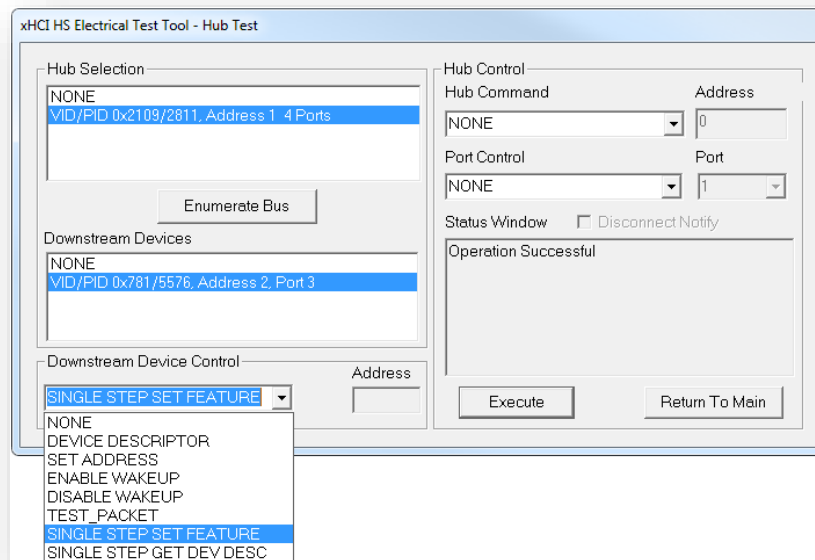 xHCI HS Electrical Test Tool - Hub Test
Hub Selection
NONE
VID/PID 0x2109/2811, Address 1  4 Ports
Enumerate Bus
Downstream Devices
NONE
VID/PID 0x781/5576, Address 2, Port 3
Downstream Device Control
Address
SINGLE STEP SET FEATURE
NONE
DEVICE DESCRIPTOR
SET ADDRESS
ENABLE WAKEUP
DISABLE WAKEUP
TEST_PACKET
SINGLE STEP SET FEATURE
SINGLE STEP GET DEV DESC
Hub Control
Hub Command
Address
NONE
0
Port Control
Port
NONE
1
Status Window
Disconnect Notify
Operation Successful
Execute
Return To Main